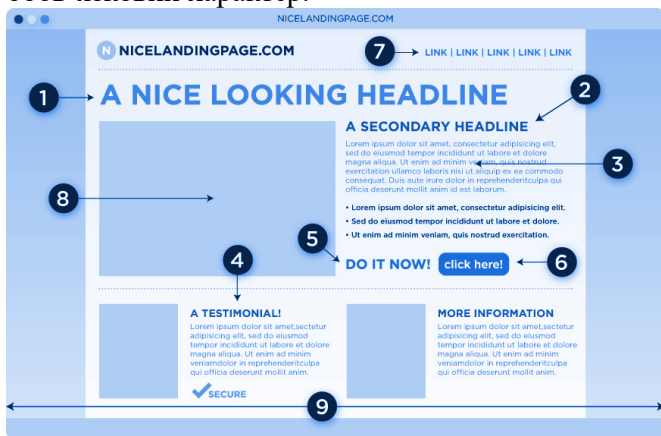 NICELANDINGPAGE.COM
N NICELANDINGPAGE.COM
7
LINK | LINK | LINK | LINK | LINK
1
A NICE LOOKING HEADLINE
2
A SECONDARY HEADLINE
Lorem ipsum dolor sit amet, consectetur adipisicing elit,
sed do eiusmod tempor incididunt ut labore et dolore
magna aliqua. Ut enim ad minim veniam, quis nostrud
exercitation ullamco laboris nisi ut aliquip ex ea commodo
consequat. Duis aute irure dolor in reprehenderitculpa qui
officia deserunt mollit anim id est laborum.
3
8
• Lorem ipsum dolor sit amet, consectetur adipisicing elit.
• Sed do eiusmod tempor incididunt ut labore et dolore.
• Ut enim ad minim veniam, quis nostrud exercitation.
5
DO IT NOW!
click here!
6
4
A TESTIMONIAL!
Lorem ipsum dolor sit amet,sectetur
adipisicing elit, sed do eiusmod
tempor incididunt ut labore et dolore
magna aliqua. Ut enim ad minim
veniamdolor in reprehenderitculpa
qui officia deserunt mollit anim.
SECURE
MORE INFORMATION
Lorem ipsum dolor sit amet,sectetur
adipisicing elit, sed do eiusmod
tempor incididunt ut labore et dolore
magna aliqua. Ut enim ad minim
veniamdolor in reprehenderitculpa
qui officia deserunt mollit anim.
9